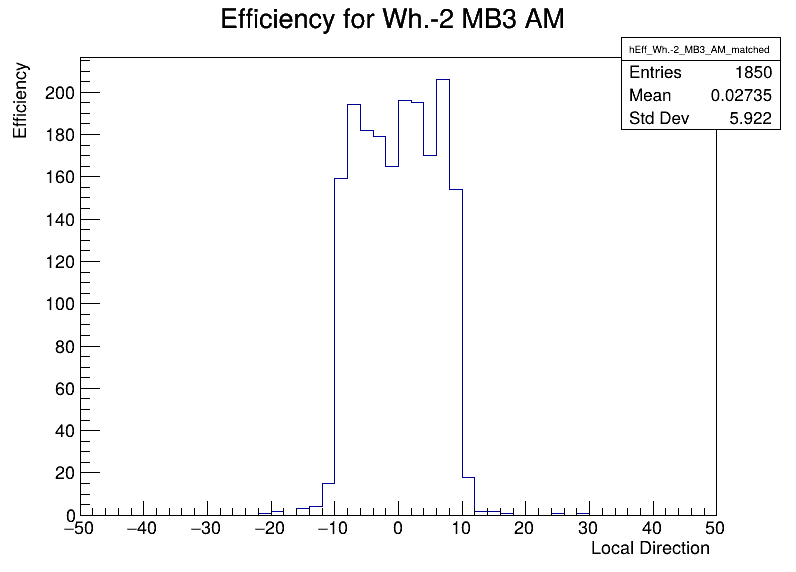 Efficiency for Wh.-2 MB3 AM
hEff_Wh.-2_MB3_AM_matched
Entries 1850
Mean 0.02735
Std Dev 5.922
Efficiency
200
180
160
140
120
100
80
60
40
20
0
−50 −40 −30 −20 −10 0 10 20 30 40 50
Local Direction